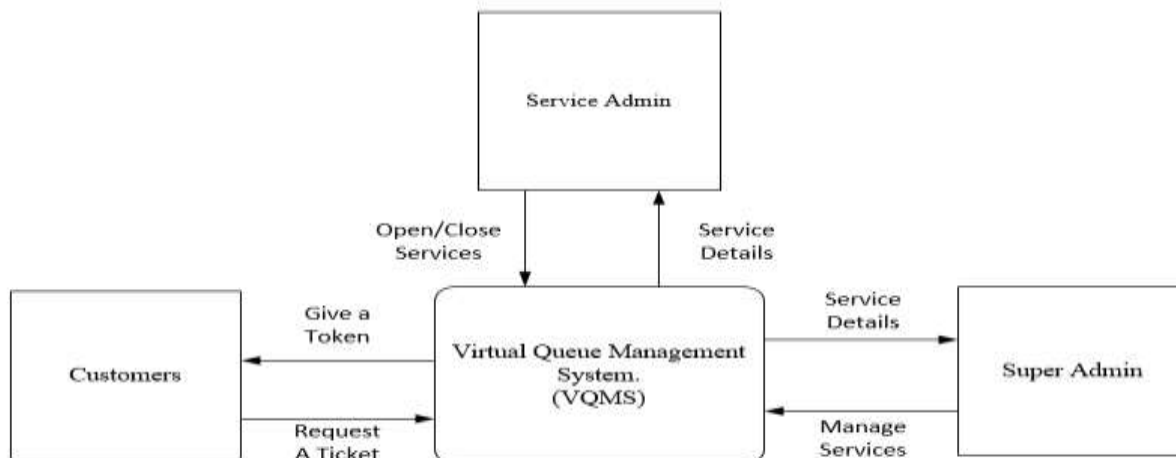 Service Admin
Open/Close
Services
Service
Details
Give a
Token
Service
Details
Customers
Virtual Queue Management
System.
(VQMS)
Super Admin
Request
A Ticket
Manage
Services